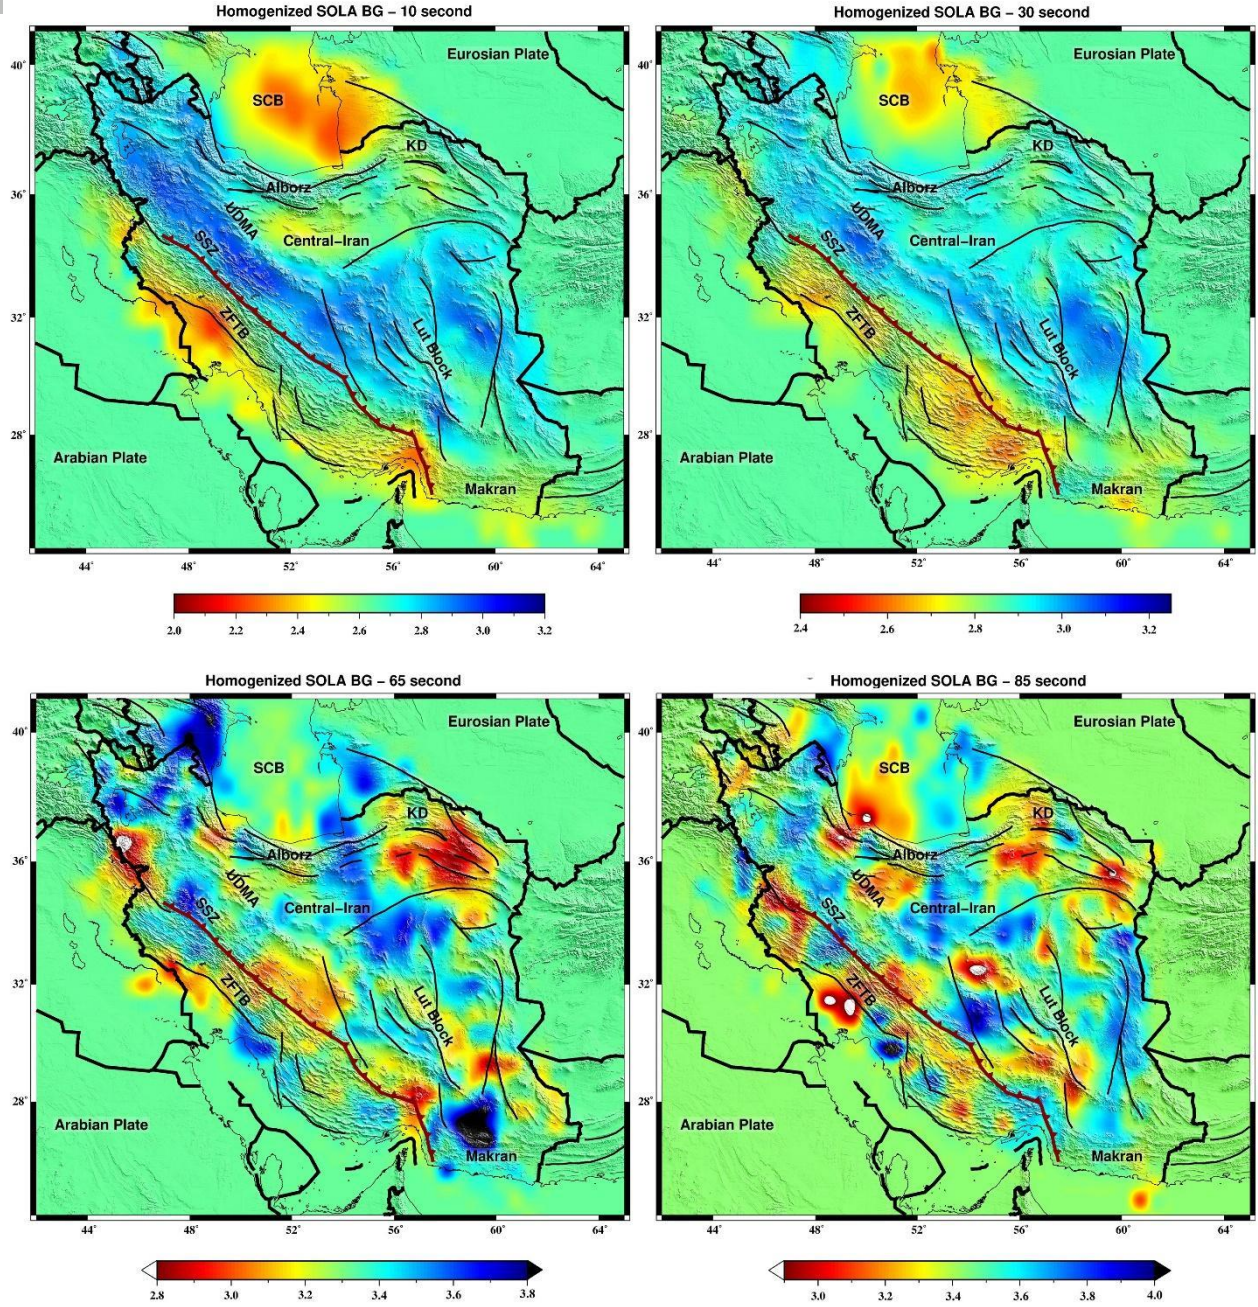 Homogenized SOLA BG – 10 second
Eurosian Plate
SCB
KD
Alborz
UDMA
SSZ
Central–Iran
ZFTB
Lut Block
Arabian Plate
Makran
40°
36°
32°
28°
44° 48° 52° 56° 60° 64°
2.0 2.2 2.4 2.6 2.8 3.0 3.2
Homogenized SOLA BG – 30 second
Eurosian Plate
SCB
KD
Alborz
UDMA
SSZ
Central–Iran
ZFTB
Lut Block
Arabian Plate
Makran
40°
36°
32°
28°
44° 48° 52° 56° 60° 64°
2.4 2.6 2.8 3.0 3.2
Homogenized SOLA BG – 65 second
Eurosian Plate
SCB
KD
Alborz
UDMA
SSZ
Central–Iran
ZFTB
Lut Block
Arabian Plate
Makran
40°
36°
32°
28°
44° 48° 52° 56° 60° 64°
2.8 3.0 3.2 3.4 3.6 3.8
Homogenized SOLA BG – 85 second
Eurosian Plate
SCB
KD
Alborz
UDMA
SSZ
Central–Iran
ZFTB
Lut Block
Arabian Plate
Makran
40°
36°
32°
28°
44° 48° 52° 56° 60° 64°
3.0 3.2 3.4 3.6 3.8 4.0